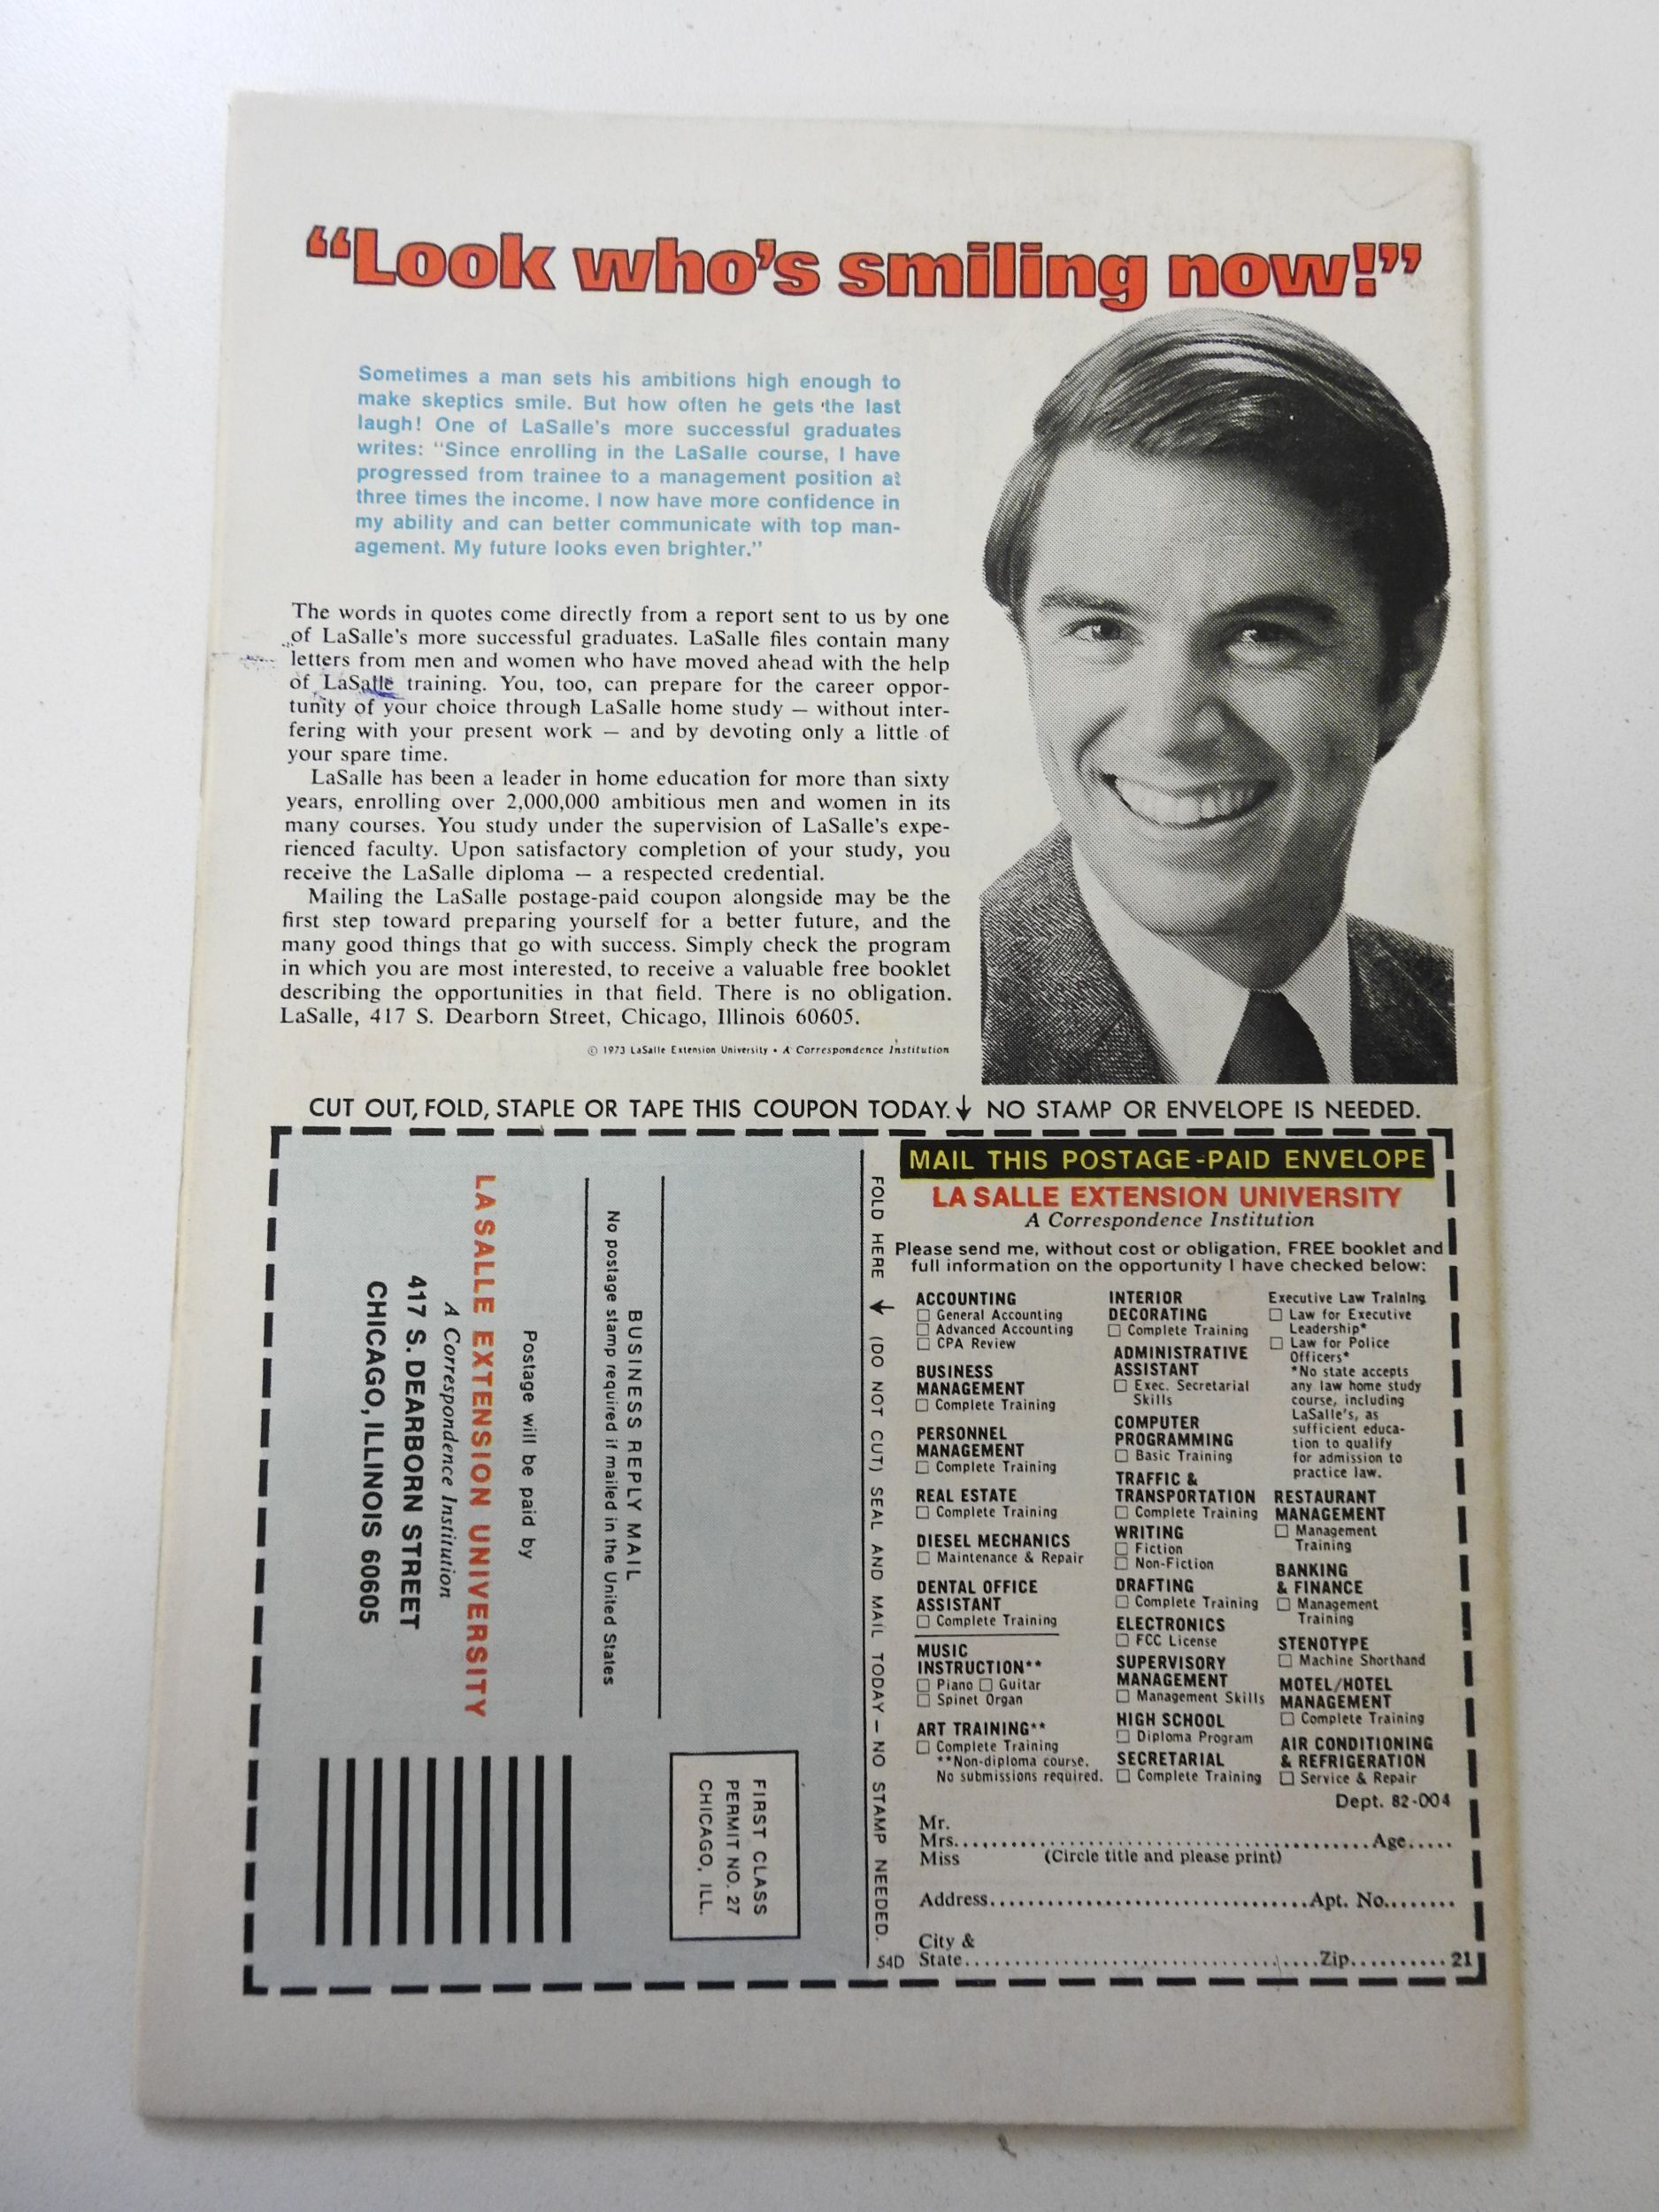 “Look who’s smiling now!”
Sometimes a man sets his ambitions high enough to
make skeptics smile. But how often he gets the last
laugh! One of LaSalle’s more successful graduates
writes: “Since enrolling in the LaSalle course, I have
progressed from trainee to a management position at
three times the income. I now have more confidence in
my ability and can better communicate with top man-
agement. My future looks even brighter.”
The words in quotes come directly from a report sent to us by one
of LaSalle’s more successful graduates. LaSalle files contain many
letters from men and women who have moved ahead with the help
of LaSalle training. You, too, can prepare for the career oppor-
tunity of your choice through LaSalle home study — without inter-
fering with your present work — and by devoting only a little of
your spare time.
LaSalle has been a leader in home education for more than sixty
years, enrolling over 2,000,000 ambitious men and women in its
many courses. You study under the supervision of LaSalle’s expe-
rienced faculty. Upon satisfactory completion of your study, you
receive the LaSalle diploma — a respected credential.
Mailing the LaSalle postage-paid coupon alongside may be the
first step toward preparing yourself for a better future, and the
many good things that go with success. Simply check the program
in which you are most interested, to receive a valuable free booklet
describing the opportunities in that field. There is no obligation.
LaSalle, 417 S. Dearborn Street, Chicago, Illinois 60605.
© 1973 LaSalle Extension University • A Correspondence Institution
CUT OUT, FOLD, STAPLE OR TAPE THIS COUPON TODAY.↓ NO STAMP OR ENVELOPE IS NEEDED.
FIRST CLASS
PERMIT NO. 27
CHICAGO, ILL.
BUSINESS REPLY MAIL
No postage stamp required if mailed in the United States
Postage will be paid by
LA SALLE EXTENSION UNIVERSITY
A Correspondence Institution
417 S. DEARBORN STREET
CHICAGO, ILLINOIS 60605
FOLD HERE ↓ (DO NOT CUT) SEAL AND MAIL TODAY – NO STAMP NEEDED.
54D
MAIL THIS POSTAGE-PAID ENVELOPE
LA SALLE EXTENSION UNIVERSITY
A Correspondence Institution
Please send me, without cost or obligation, FREE booklet and
full information on the opportunity I have checked below:
ACCOUNTING
☐ General Accounting
☐ Advanced Accounting
☐ CPA Review
BUSINESS
MANAGEMENT
☐ Complete Training
PERSONNEL
MANAGEMENT
☐ Complete Training
REAL ESTATE
☐ Complete Training
DIESEL MECHANICS
☐ Maintenance & Repair
DENTAL OFFICE
ASSISTANT
☐ Complete Training
MUSIC
INSTRUCTION**
☐ Piano ☐ Guitar
☐ Spinet Organ
ART TRAINING**
☐ Complete Training
**Non-diploma course.
No submissions required.
INTERIOR
DECORATING
☐ Complete Training
ADMINISTRATIVE
ASSISTANT
☐ Exec. Secretarial
Skills
COMPUTER
PROGRAMMING
☐ Basic Training
TRAFFIC &
TRANSPORTATION
☐ Complete Training
WRITING
☐ Fiction
☐ Non-Fiction
DRAFTING
☐ Complete Training
ELECTRONICS
☐ FCC License
SUPERVISORY
MANAGEMENT
☐ Management Skills
HIGH SCHOOL
☐ Diploma Program
SECRETARIAL
☐ Complete Training
Executive Law Training
☐ Law for Executive
Leadership*
☐ Law for Police
Officers*
*No state accepts
any law home study
course, including
LaSalle’s, as
sufficient educa-
tion to qualify
for admission to
practice law.
RESTAURANT
MANAGEMENT
☐ Management
Training
BANKING
& FINANCE
☐ Management
Training
STENOTYPE
☐ Machine Shorthand
MOTEL/HOTEL
MANAGEMENT
☐ Complete Training
AIR CONDITIONING
& REFRIGERATION
☐ Service & Repair
Dept. 82-004
Mr.
Mrs. Age
Miss (Circle title and please print)
Address Apt. No.
City &
State Zip 21